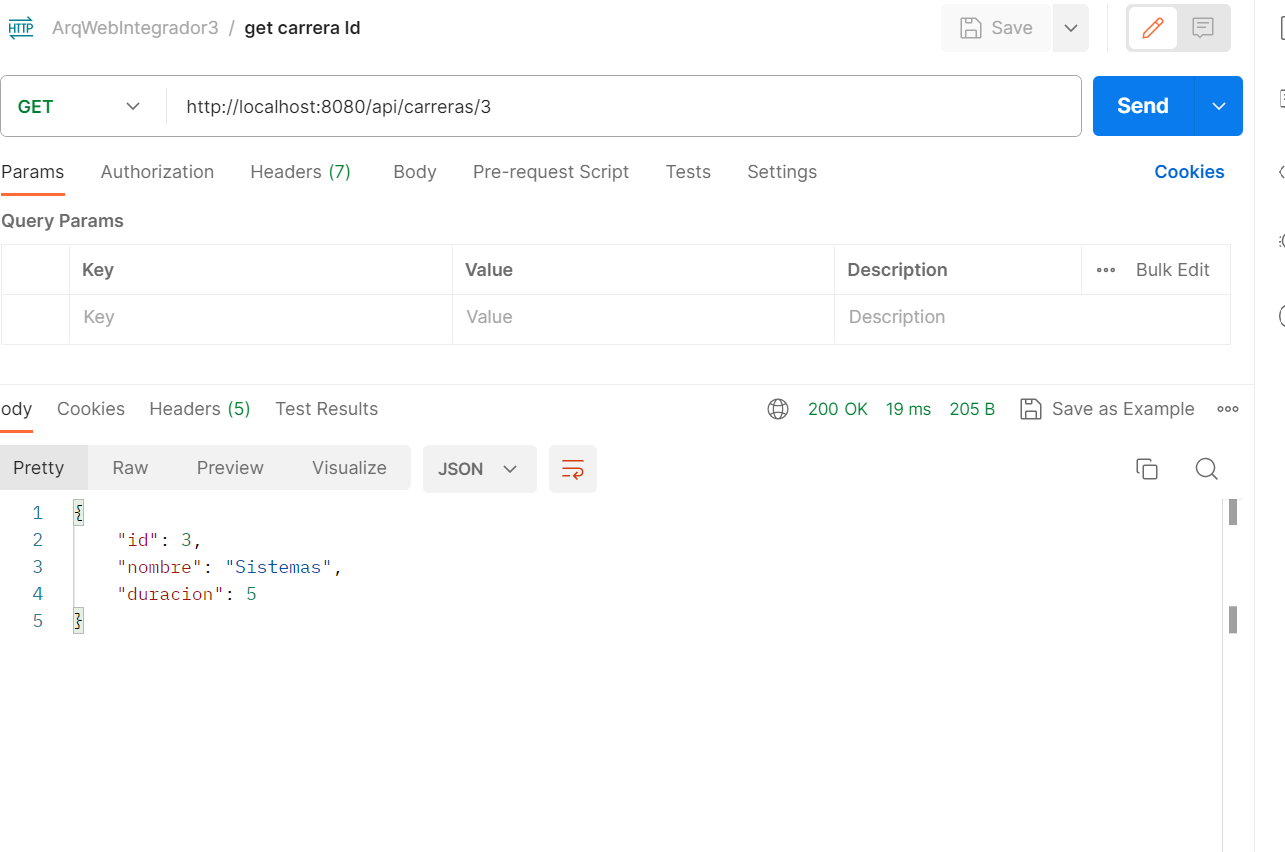 HTTP ArqWebIntegrador3 / get carrera Id Save
GET http://localhost:8080/api/carreras/3 Send
Params Authorization Headers (7) Body Pre-request Script Tests Settings Cookies
Query Params
Key Value Description Bulk Edit
Key Value Description
ody Cookies Headers (5) Test Results 200 OK 19 ms 205 B Save as Example
Pretty Raw Preview Visualize JSON
1 {
2 "id": 3,
3 "nombre": "Sistemas",
4 "duracion": 5
5 }